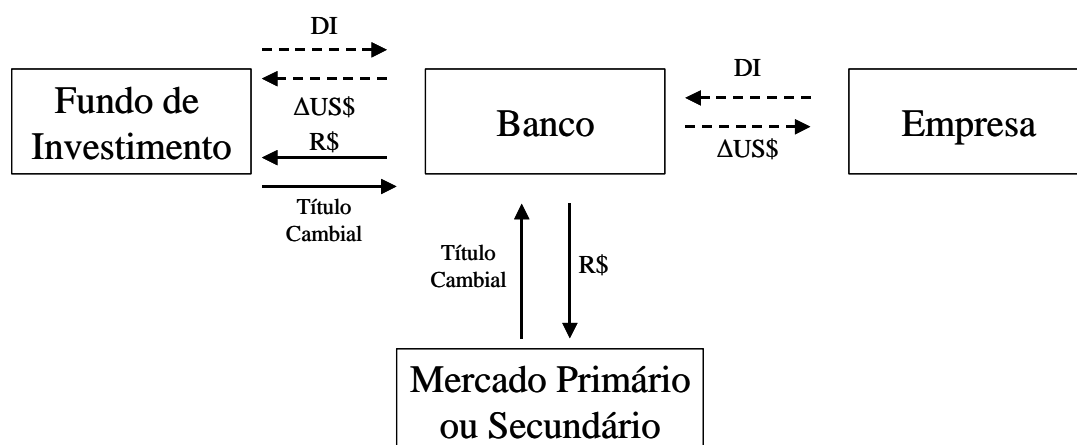 DI
ΔUS$
Fundo de
Investimento
R$
Título
Cambial
Banco
DI
ΔUS$
Empresa
Título
Cambial
R$
Mercado Primário
ou Secundário